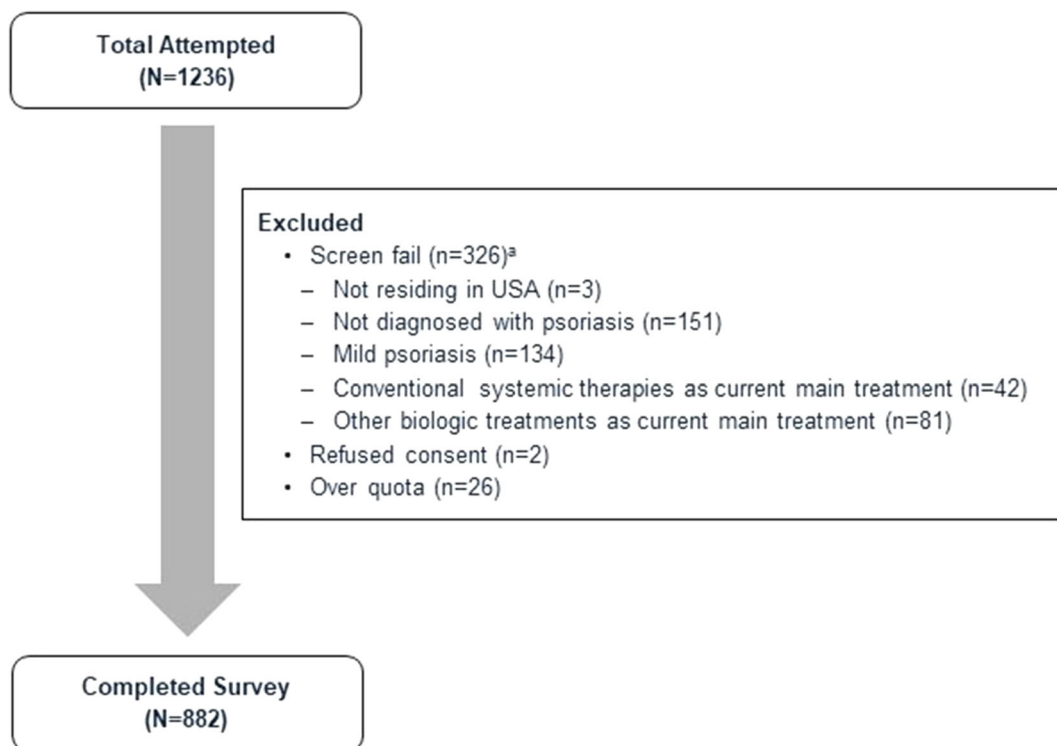 Total Attempted
(N=1236)
Excluded
• Screen fail (n=326)ᵃ
– Not residing in USA (n=3)
– Not diagnosed with psoriasis (n=151)
– Mild psoriasis (n=134)
– Conventional systemic therapies as current main treatment (n=42)
– Other biologic treatments as current main treatment (n=81)
• Refused consent (n=2)
• Over quota (n=26)
Completed Survey
(N=882)